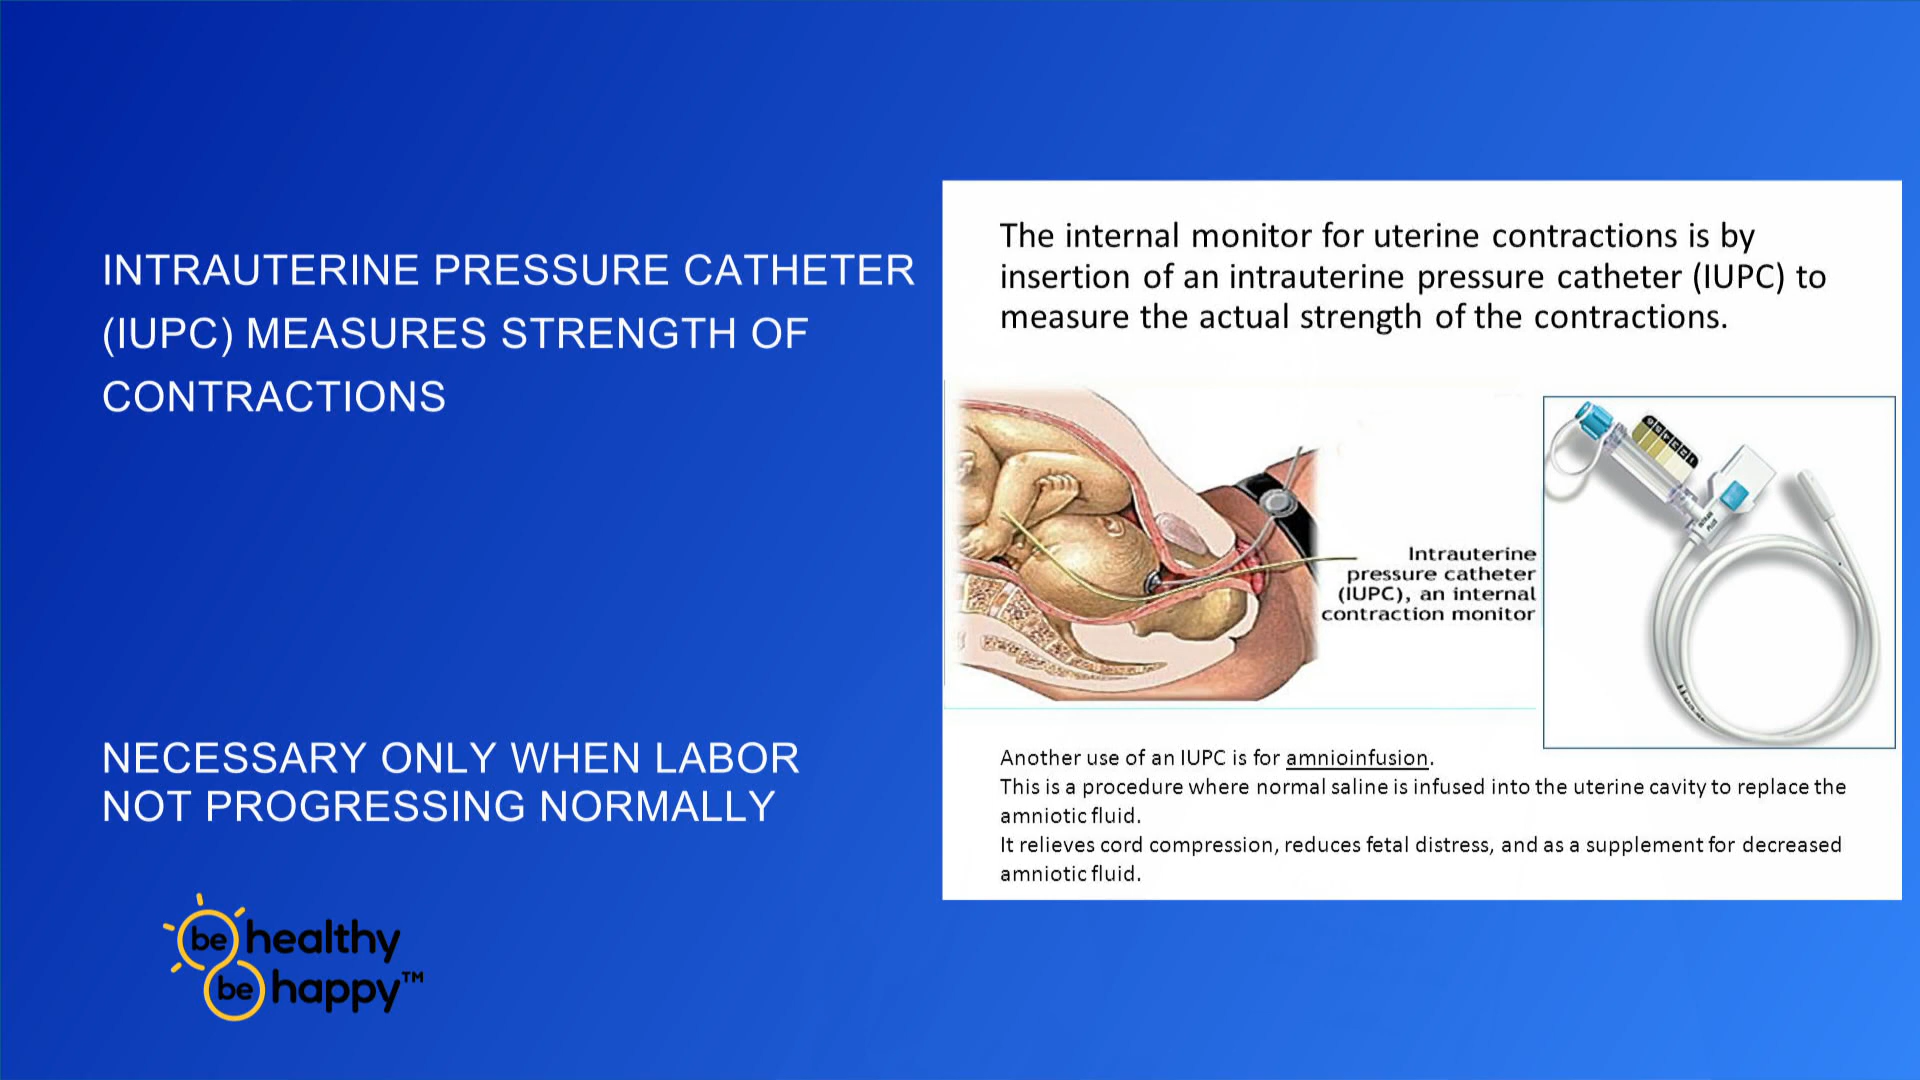 INTRAUTERINE PRESSURE CATHETER
(IUPC) MEASURES STRENGTH OF
CONTRACTIONS
NECESSARY ONLY WHEN LABOR
NOT PROGRESSING NORMALLY
be healthy
be happy™
The internal monitor for uterine contractions is by
insertion of an intrauterine pressure catheter (IUPC) to
measure the actual strength of the contractions.
Intrauterine
pressure catheter
(IUPC), an internal
contraction monitor
Another use of an IUPC is for amnioinfusion.
This is a procedure where normal saline is infused into the uterine cavity to replace the
amniotic fluid.
It relieves cord compression, reduces fetal distress, and as a supplement for decreased
amniotic fluid.